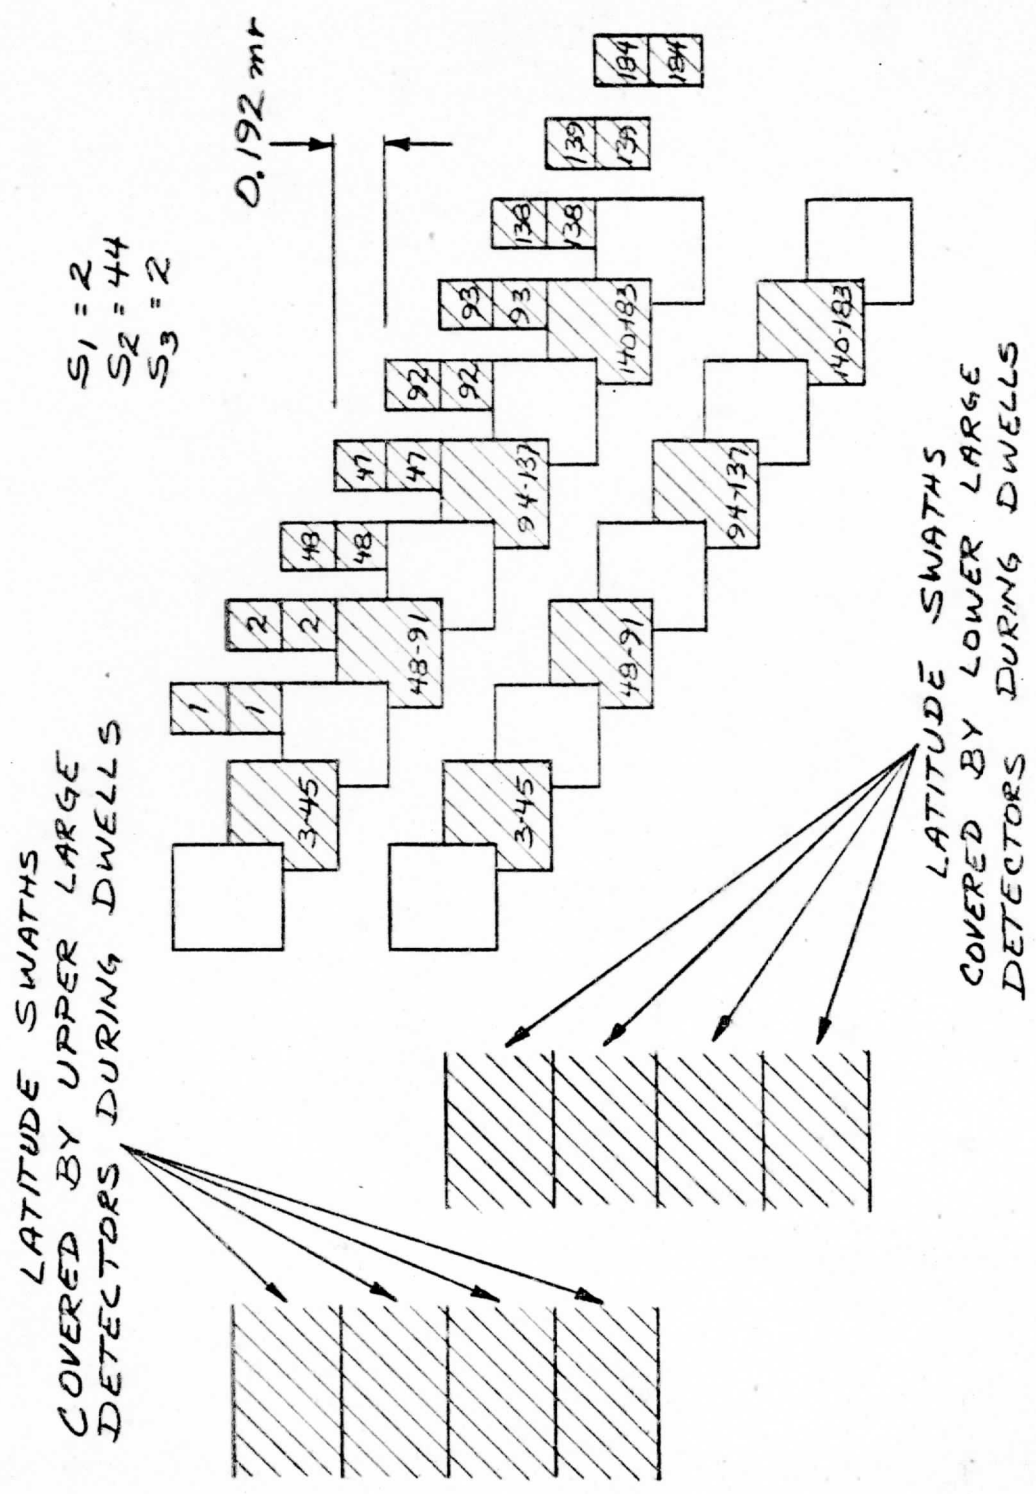 LATITUDE SWATHS
COVERED BY UPPER LARGE
DETECTORS DURING DWELLS
S1 = 2
S2 = 44
S3 = 2
0.192 mr
1
1
2
2
48
48
47
47
92
92
93
93
138
138
139
139
184
184
3-45
48-91
94-137
140-183
3-45
48-91
94-137
140-183
LATITUDE SWATHS
COVERED BY LOWER LARGE
DETECTORS DURING DWELLS